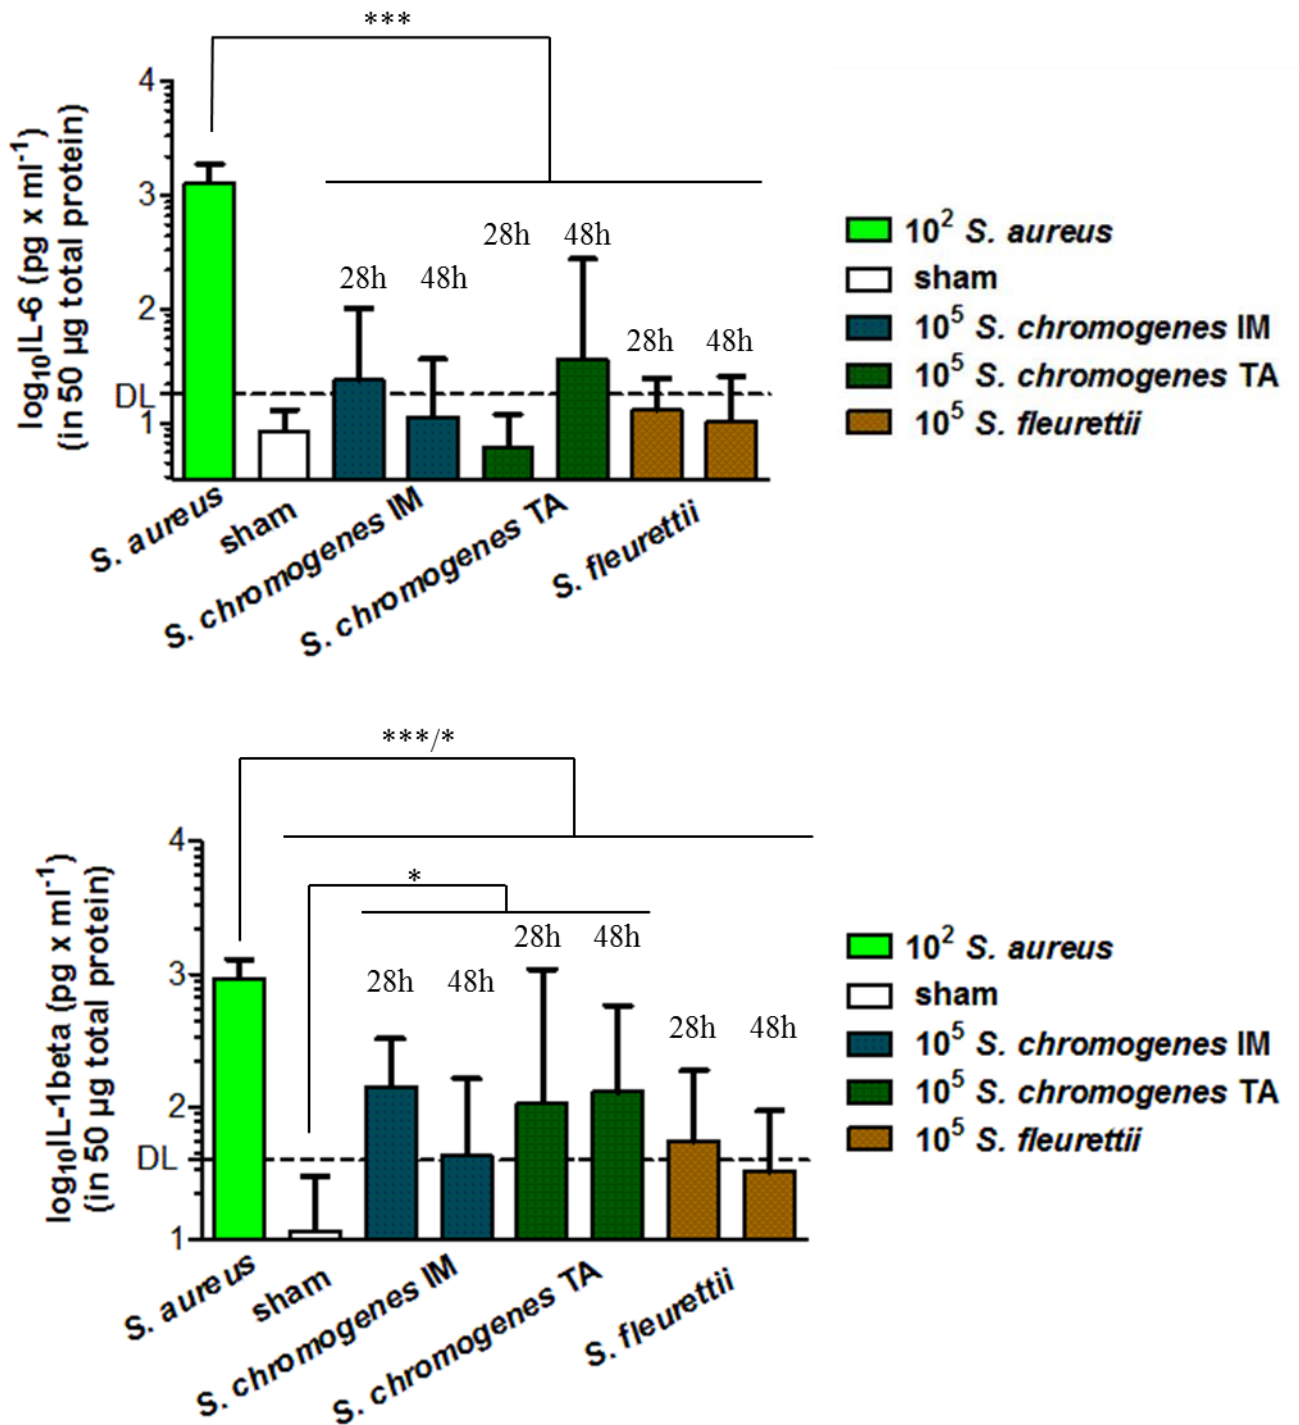 ***
4
3
2
DL
1
log10IL-6 (pg x ml-1)
(in 50 µg total protein)
28h
48h
28h
48h
28h
48h
S. aureus
sham
S. chromogenes IM
S. chromogenes TA
S. fleurettii
10² S. aureus
sham
10⁵ S. chromogenes IM
10⁵ S. chromogenes TA
10⁵ S. fleurettii
***/*
*
4
3
2
DL
1
log10IL-1beta (pg x ml-1)
(in 50 µg total protein)
28h
48h
28h
48h
28h
48h
S. aureus
sham
S. chromogenes IM
S. chromogenes TA
S. fleurettii
10² S. aureus
sham
10⁵ S. chromogenes IM
10⁵ S. chromogenes TA
10⁵ S. fleurettii